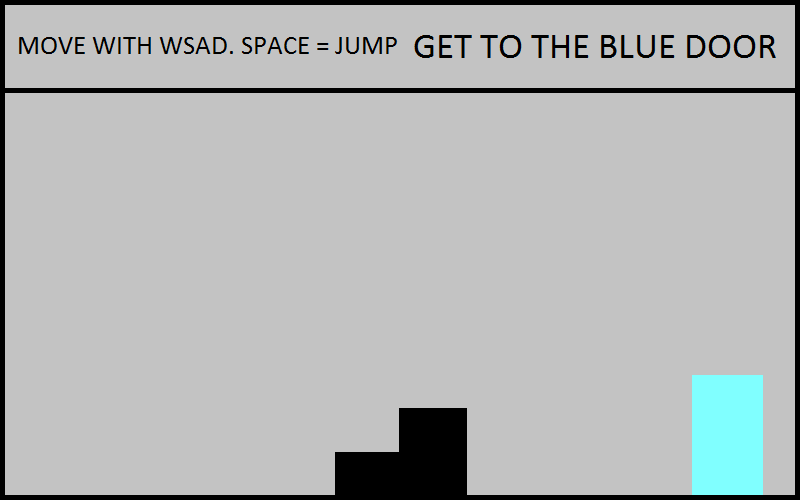 MOVE WITH WSAD. SPACE = JUMP GET TO THE BLUE DOOR